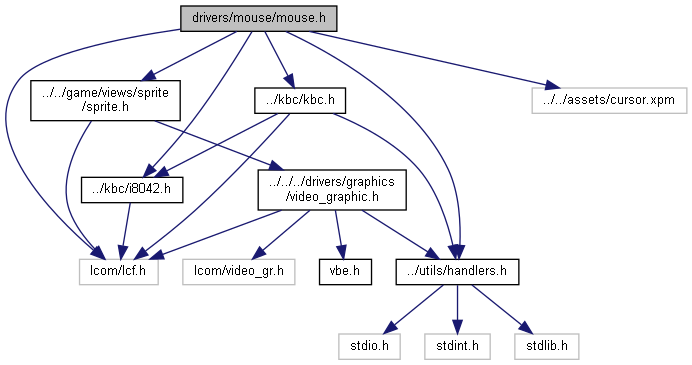 drivers/mouse/mouse.h
../../game/views/sprite
/sprite.h
../kbc/kbc.h
../../assets/cursor.xpm
../kbc/i8042.h
../../../drivers/graphics
/video_graphic.h
lcom/lcf.h
lcom/video_gr.h
vbe.h
../utils/handlers.h
stdio.h
stdint.h
stdlib.h